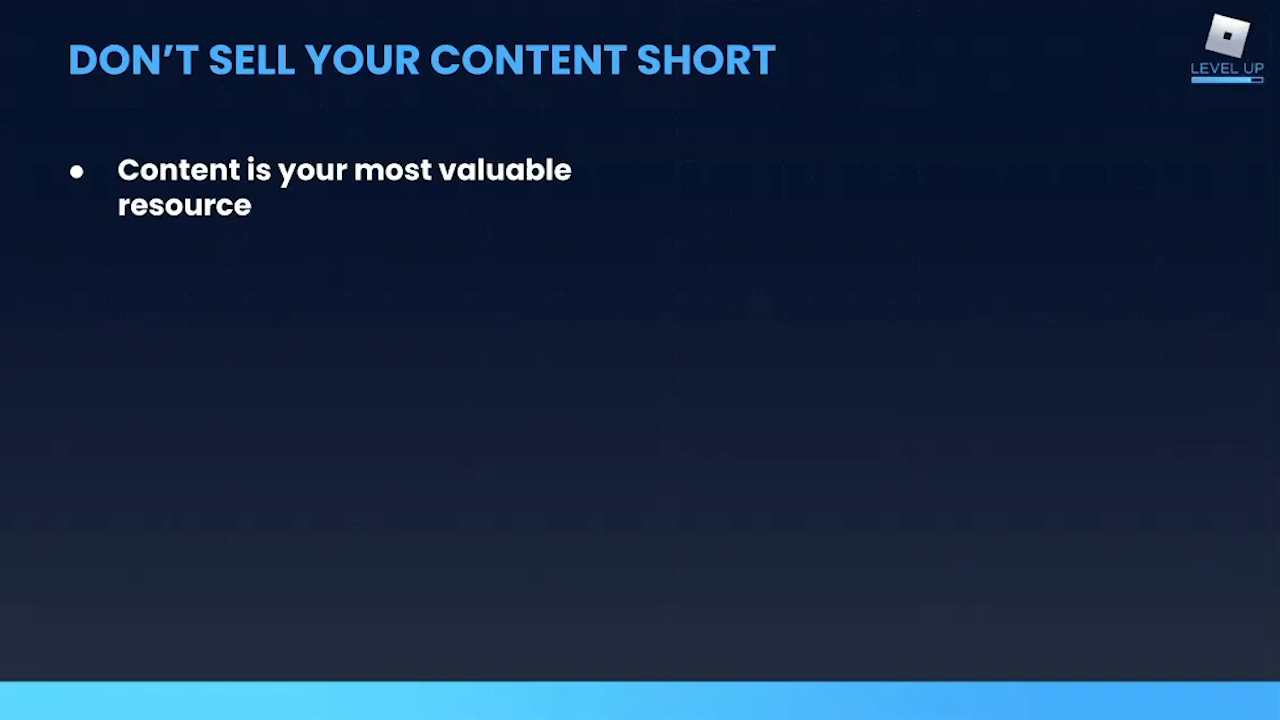 DON’T SELL YOUR CONTENT SHORT
LEVEL UP
● Content is your most valuable
resource